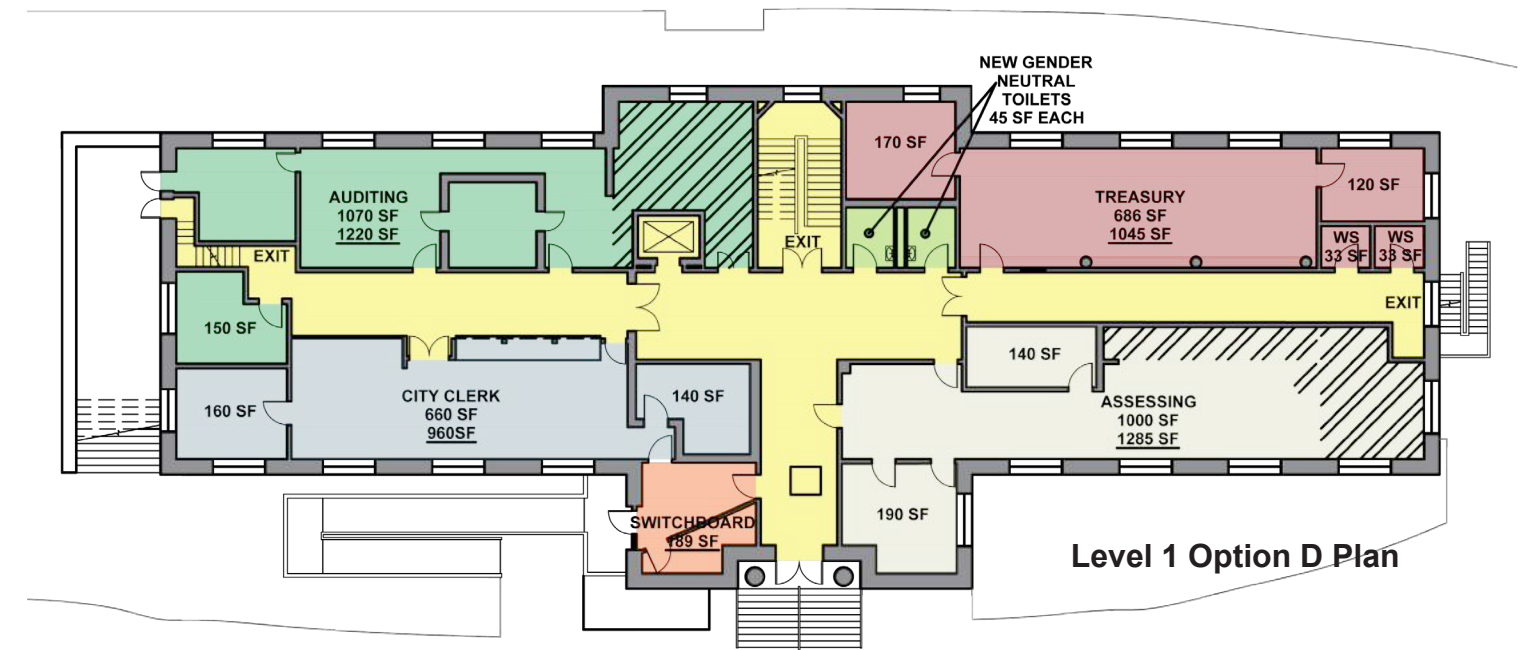 NEW GENDER
NEUTRAL
TOILETS
45 SF EACH
170 SF
AUDITING
1070 SF
1220 SF
TREASURY
686 SF
1045 SF
120 SF
WS
33 SF
WS
33 SF
EXIT
EXIT
EXIT
150 SF
160 SF
CITY CLERK
660 SF
960SF
140 SF
140 SF
ASSESSING
1000 SF
1285 SF
190 SF
SWITCHBOARD
189 SF
Level 1 Option D Plan